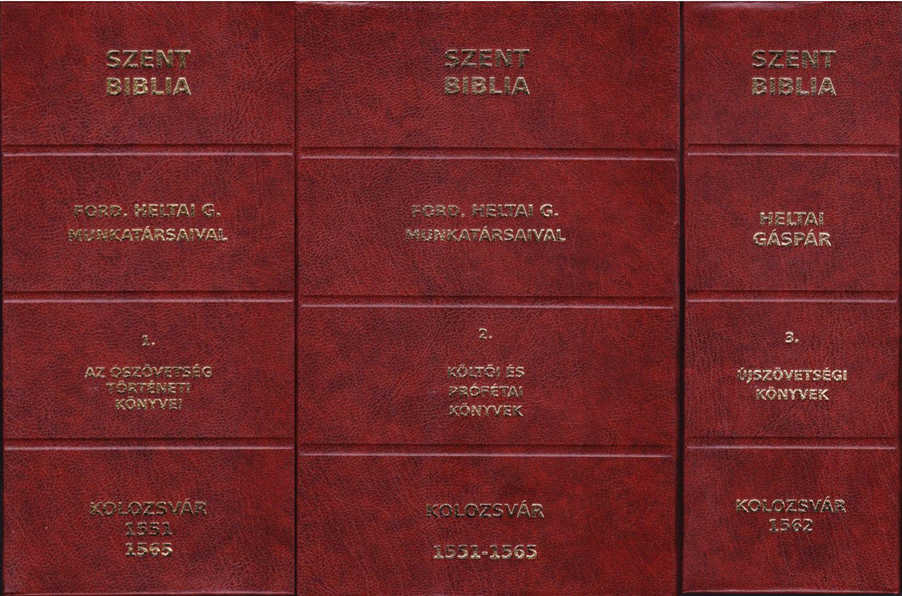 SZENT
BIBLIA
FORD. HELTAI G.
MUNKATÁRSAIVAL
1.
AZ ÓSZÖVETSÉG
TÖRTÉNETI
KÖNYVEI
KOLOZSVÁR
1551
1565
SZENT
BIBLIA
FORD. HELTAI G.
MUNKATÁRSAIVAL
2.
KÖLTŐI ÉS
PRÓFÉTAI
KÖNYVEK
KOLOZSVÁR
1551-1565
SZENT
BIBLIA
HELTAI
GÁSPÁR
3.
ÚJSZÖVETSÉGI
KÖNYVEK
KOLOZSVÁR
1562